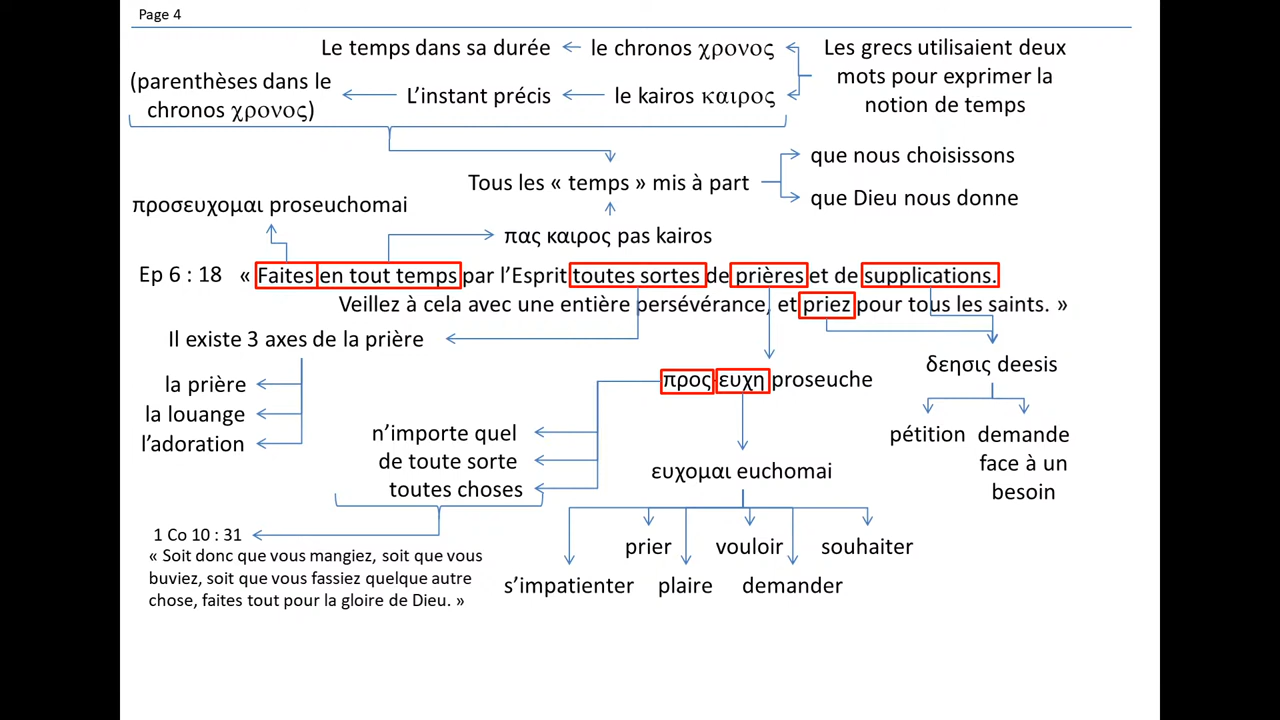 Page 4
Le temps dans sa durée
le chronos χρονος
Les grecs utilisaient deux
mots pour exprimer la
notion de temps
(parenthèses dans le
chronos χρονος)
L'instant précis
le kairos καιρος
Tous les « temps » mis à part
que nous choisissons
que Dieu nous donne
προσευχομαι proseuchomai
πας καιρος pas kairos
Ep 6 : 18 « Faites en tout temps par l'Esprit toutes sortes de prières et de supplications.
Veillez à cela avec une entière persévérance, et priez pour tous les saints. »
Il existe 3 axes de la prière
la prière
la louange
l'adoration
προς ευχη proseuche
δεησις deesis
pétition
demande
face à un
besoin
n'importe quel
de toute sorte
toutes choses
ευχομαι euchomai
prier
vouloir
souhaiter
s'impatienter
plaire
demander
1 Co 10 : 31
« Soit donc que vous mangiez, soit que vous
buviez, soit que vous fassiez quelque autre
chose, faites tout pour la gloire de Dieu. »